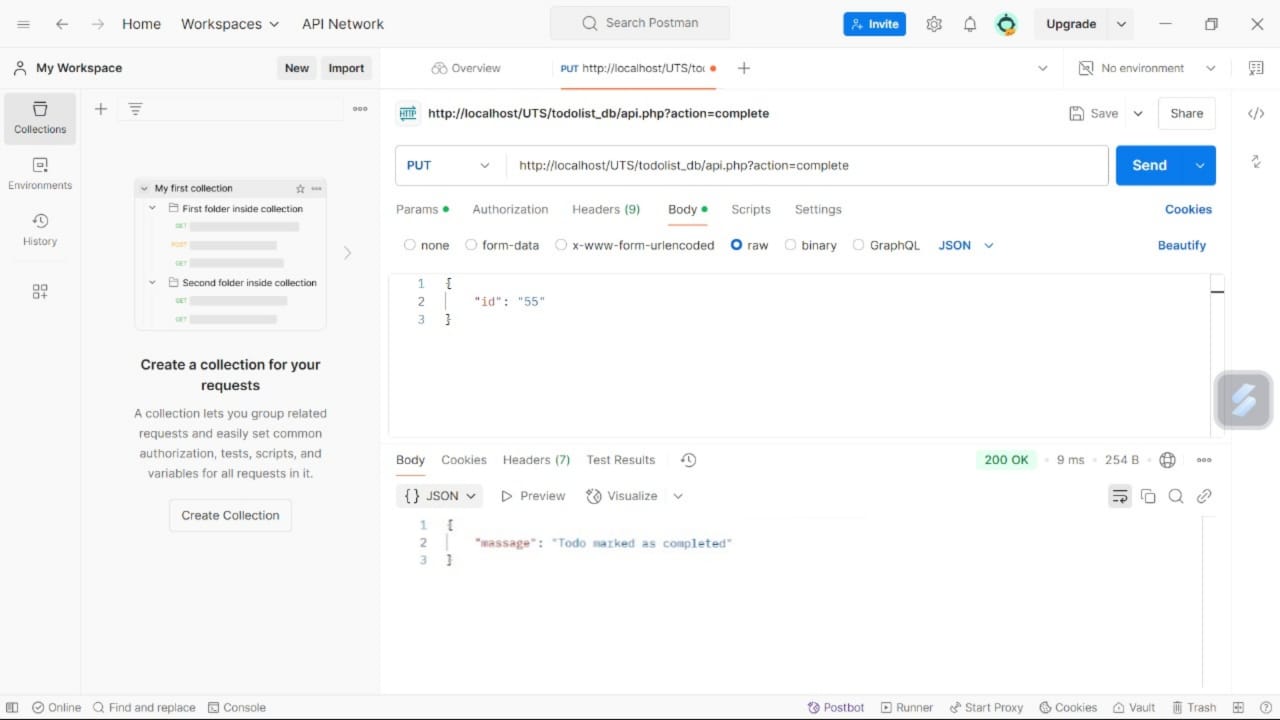 Home
Workspaces
API Network
Search Postman
Invite
Upgrade
My Workspace
New
Import
Overview
PUT http://localhost/UTS/to
No environment
Collections
Environments
History
My first collection
First folder inside collection
GET
POST
GET
Second folder inside collection
GET
GET
Create a collection for your
requests
A collection lets you group related
requests and easily set common
authorization, tests, scripts, and
variables for all requests in it.
Create Collection
HTTP
http://localhost/UTS/todolist_db/api.php?action=complete
Save
Share
PUT
http://localhost/UTS/todolist_db/api.php?action=complete
Send
Params
Authorization
Headers (9)
Body
Scripts
Settings
Cookies
none
form-data
x-www-form-urlencoded
raw
binary
GraphQL
JSON
Beautify
1 {
2 "id": "55"
3 }
Body
Cookies
Headers (7)
Test Results
200 OK
9 ms
254 B
{} JSON
Preview
Visualize
1 {
2 "massage": "Todo marked as completed"
3 }
Online
Find and replace
Console
Postbot
Runner
Start Proxy
Cookies
Vault
Trash